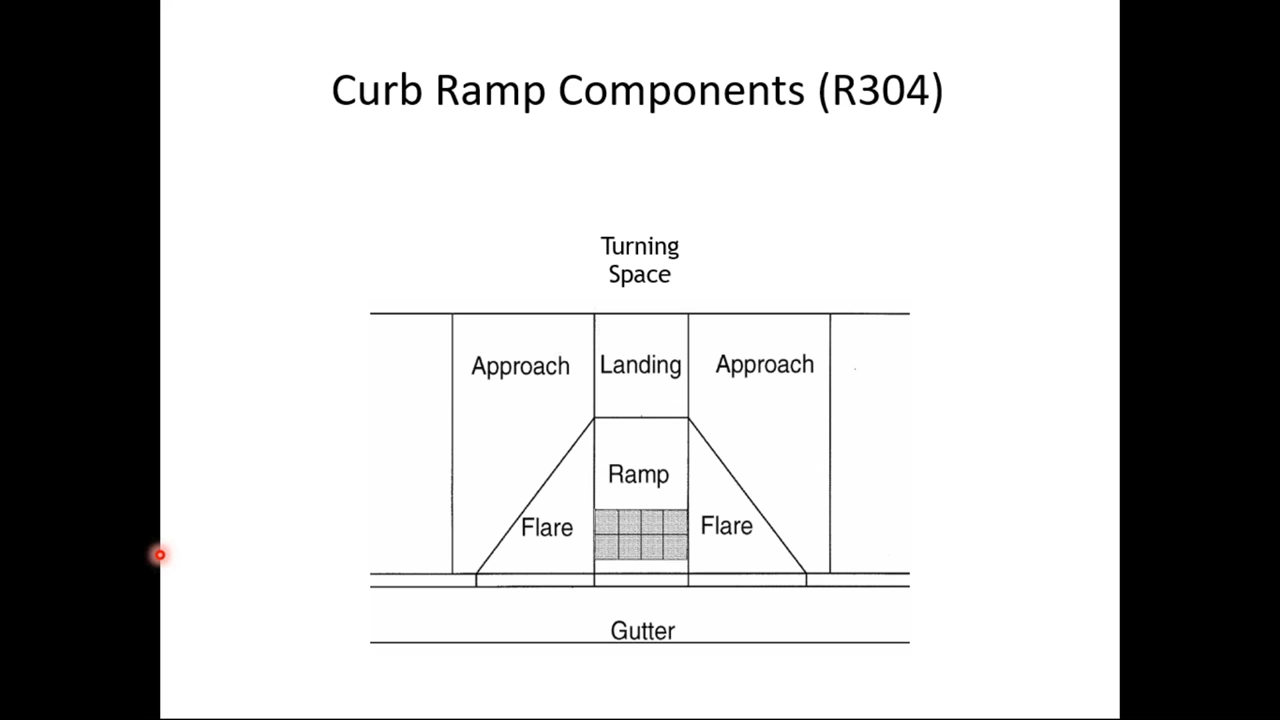 Curb Ramp Components (R304)
Turning
Space
Approach Landing Approach
Ramp
Flare Flare
Gutter